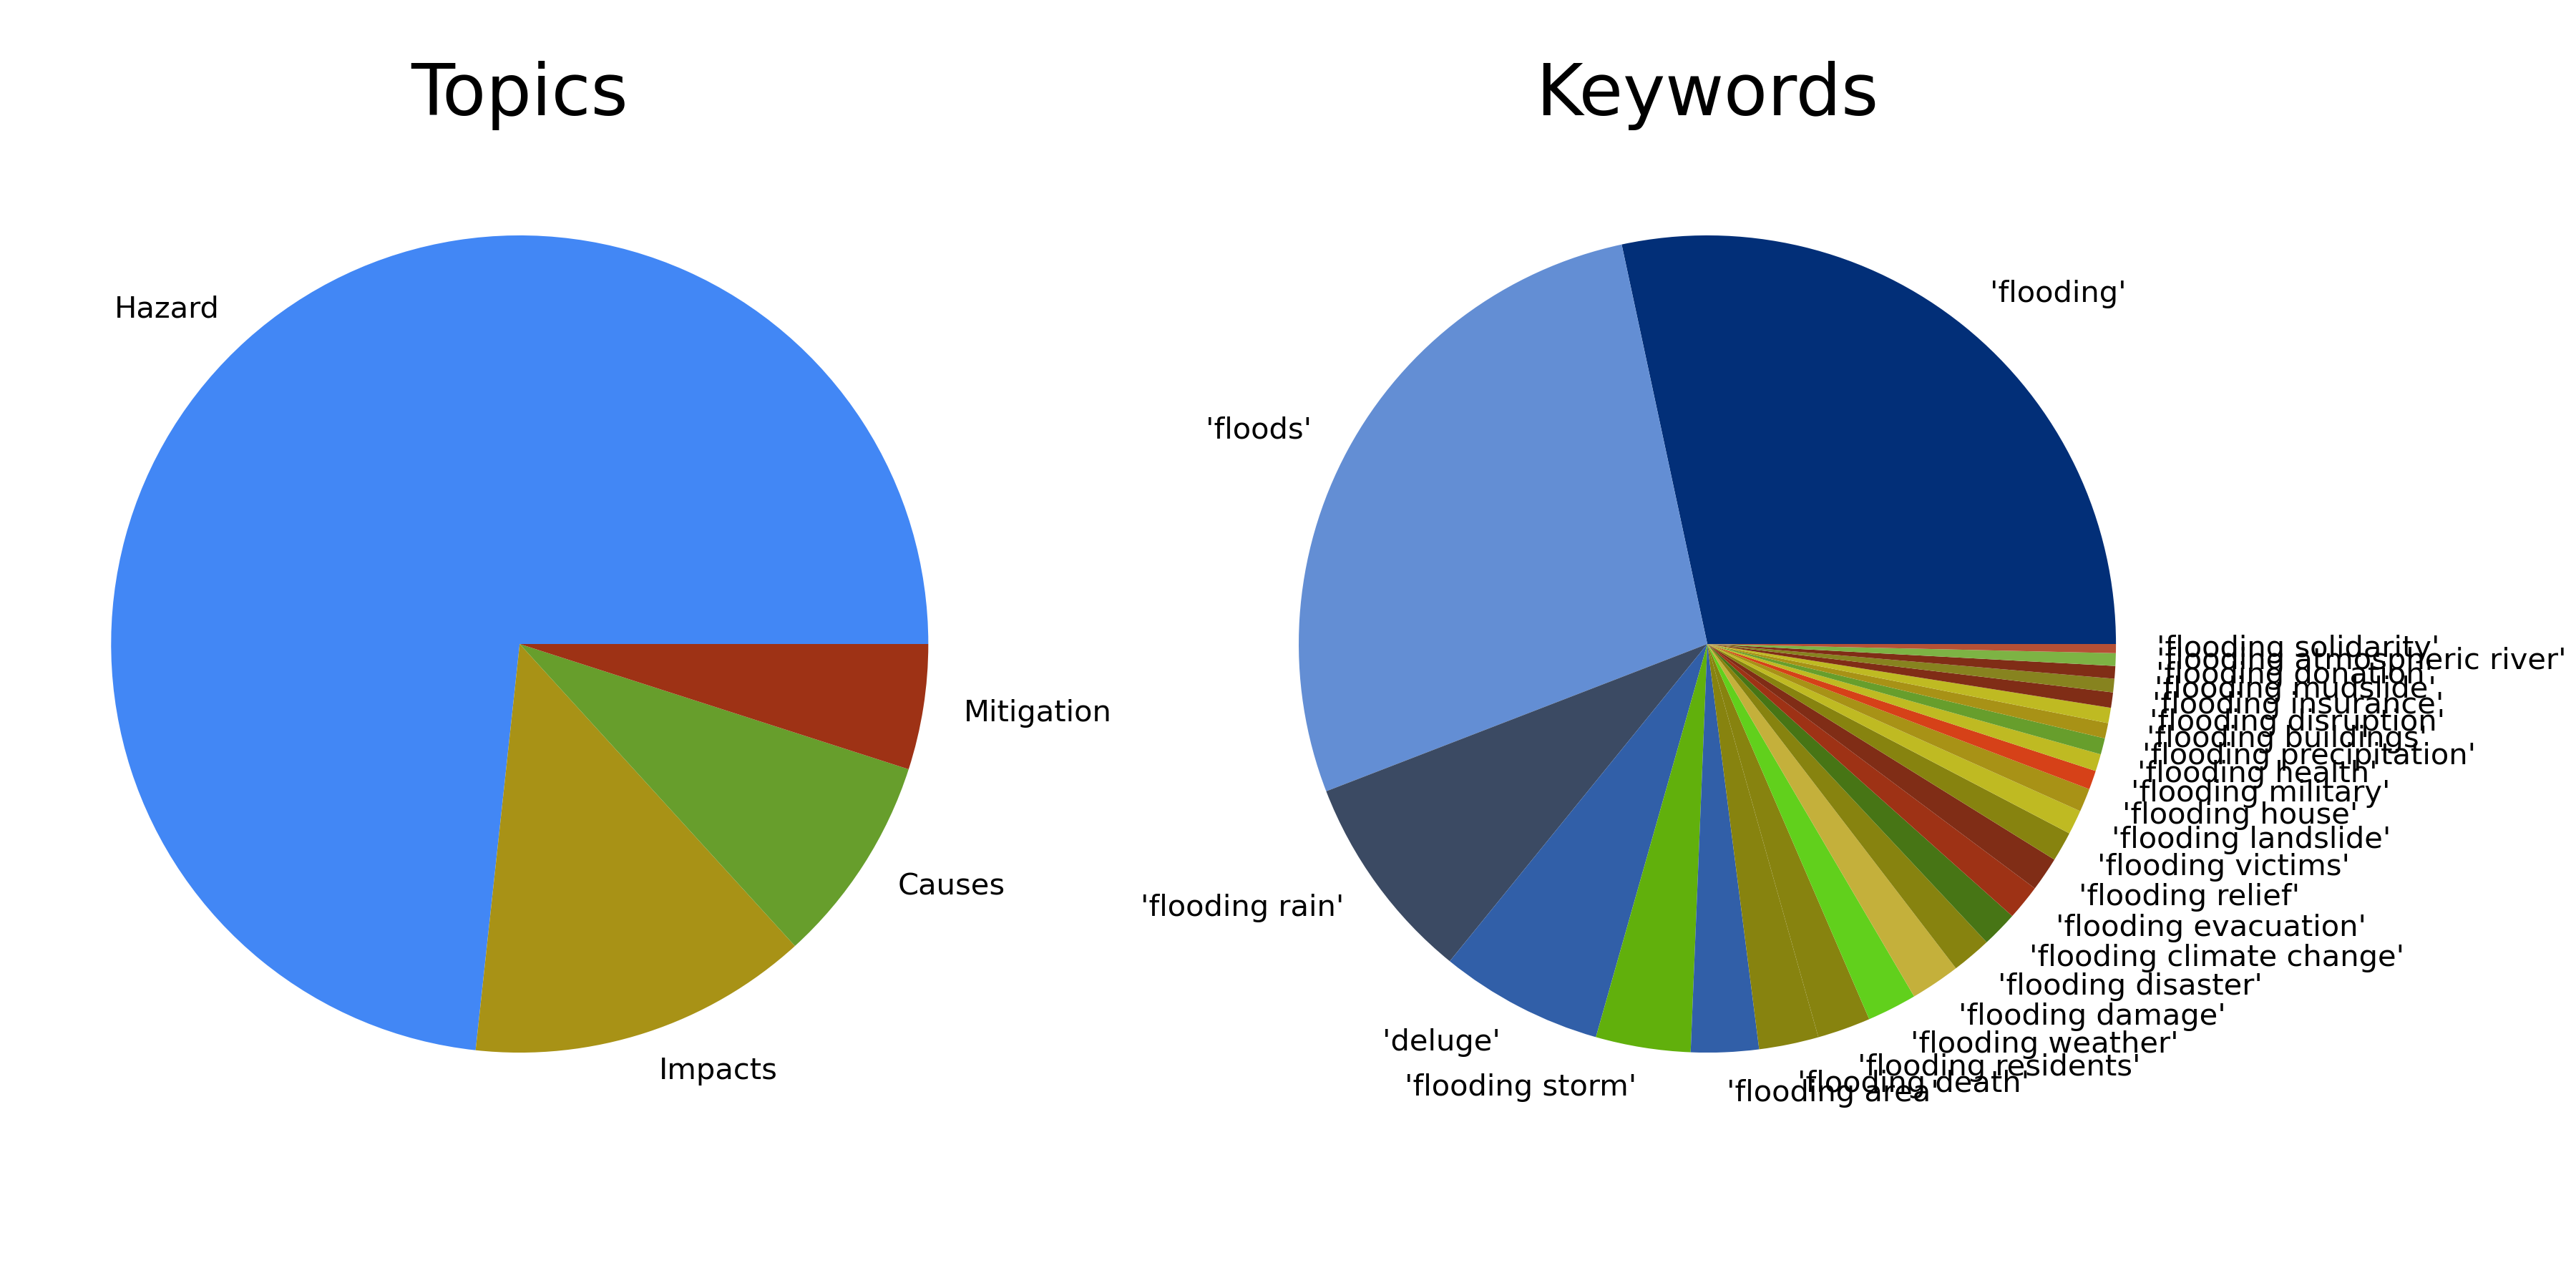 Topics
Keywords
Hazard
Mitigation
Causes
Impacts
'flooding'
'floods'
'flooding rain'
'deluge'
'flooding storm'
'flooding area'
'flooding death'
'flooding residents'
'flooding weather'
'flooding damage'
'flooding disaster'
'flooding climate change'
'flooding evacuation'
'flooding relief'
'flooding victims'
'flooding landslide'
'flooding house'
'flooding military'
'flooding health'
'flooding precipitation'
'flooding buildings'
'flooding disruption'
'flooding insurance'
'flooding mudslide'
'flooding donation'
'flooding atmospheric river'
'flooding solidarity'